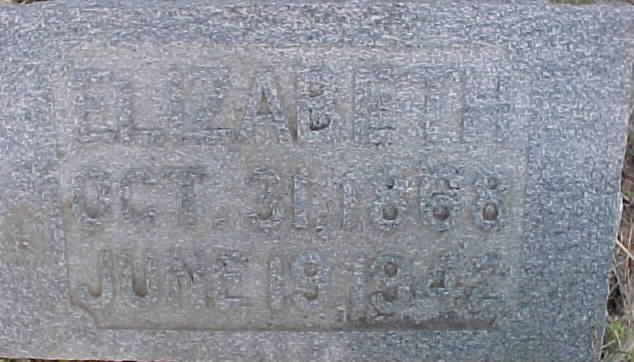 ELIZABETH
OCT. 31, 1868
JUNE 19, 1942